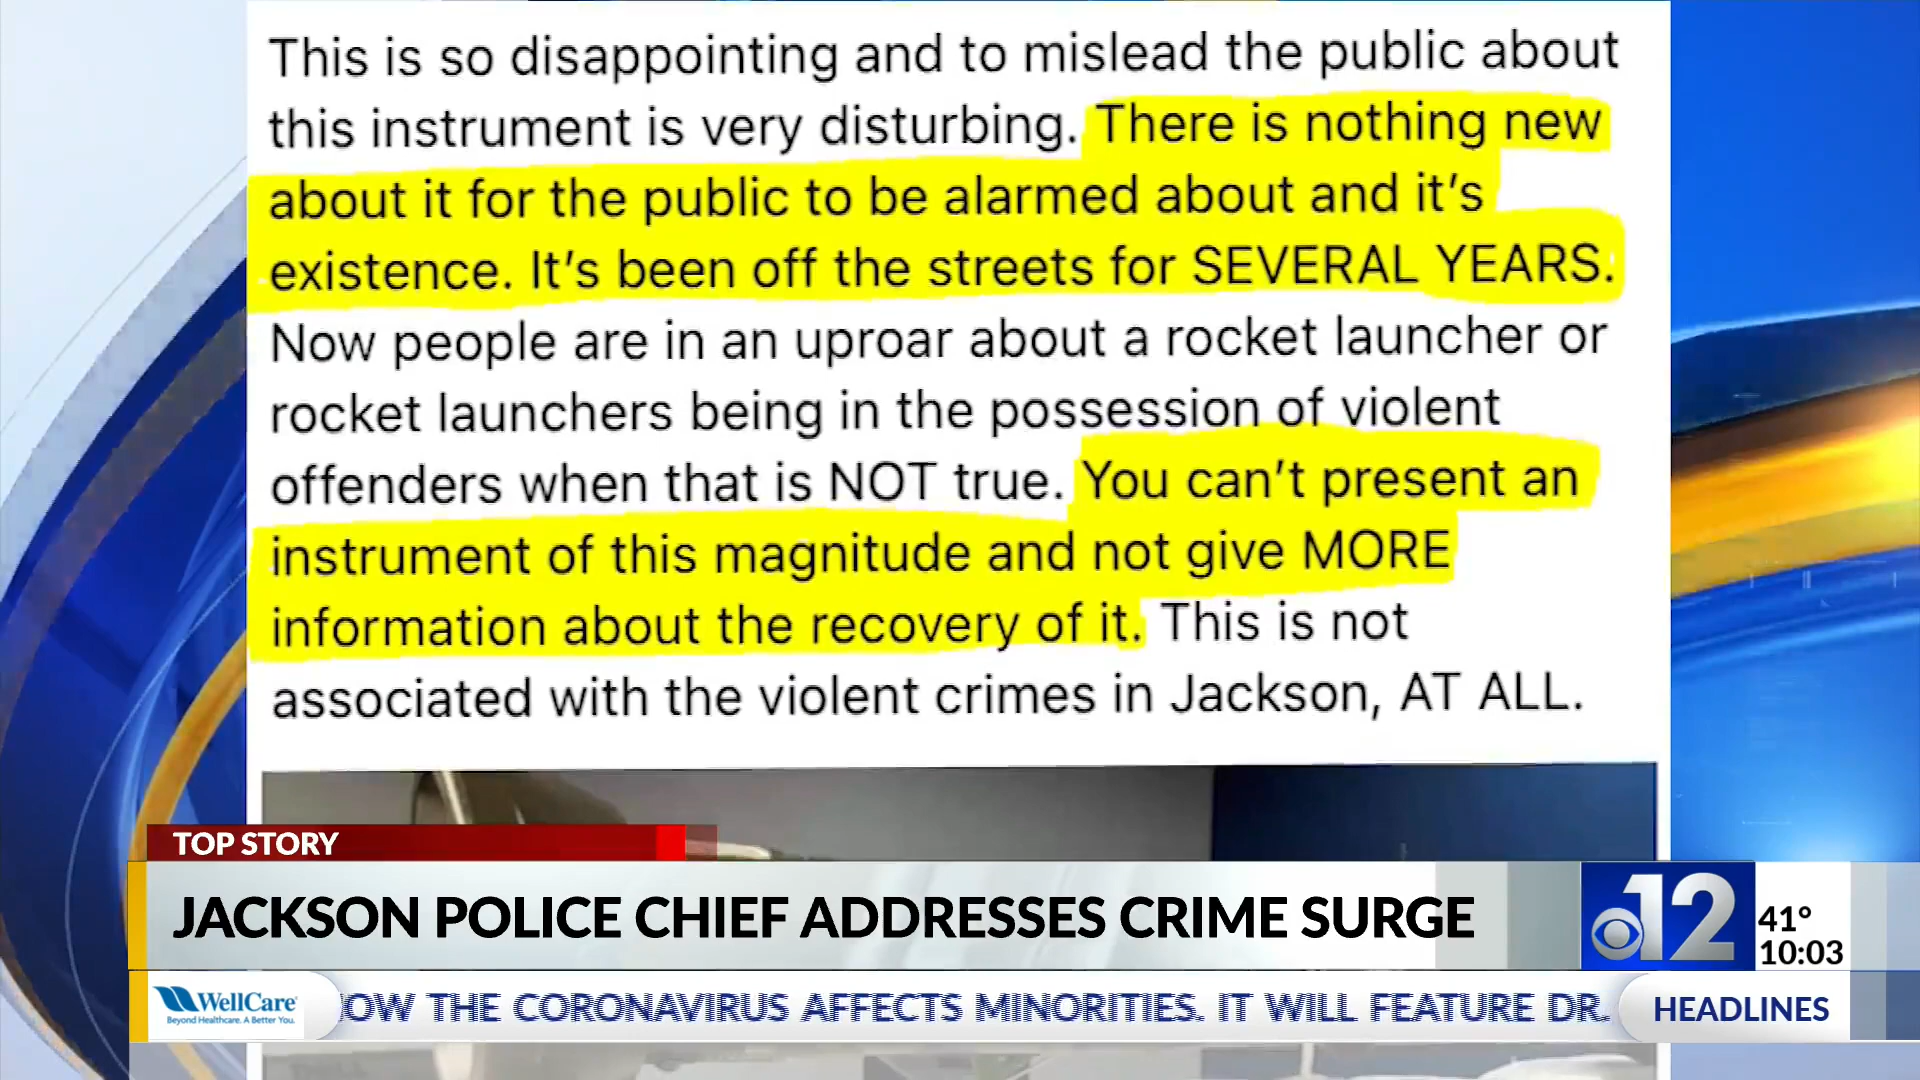 This is so disappointing and to mislead the public about
this instrument is very disturbing. There is nothing new
about it for the public to be alarmed about and it's
existence. It's been off the streets for SEVERAL YEARS.
Now people are in an uproar about a rocket launcher or
rocket launchers being in the possession of violent
offenders when that is NOT true. You can't present an
instrument of this magnitude and not give MORE
information about the recovery of it. This is not
associated with the violent crimes in Jackson, AT ALL.
TOP STORY
JACKSON POLICE CHIEF ADDRESSES CRIME SURGE
12
41°
10:03
WellCare
Beyond Healthcare. A Better You.
THE CORONAVIRUS AFFECTS MINORITIES. IT WILL FEATURE DR.
HEADLINES